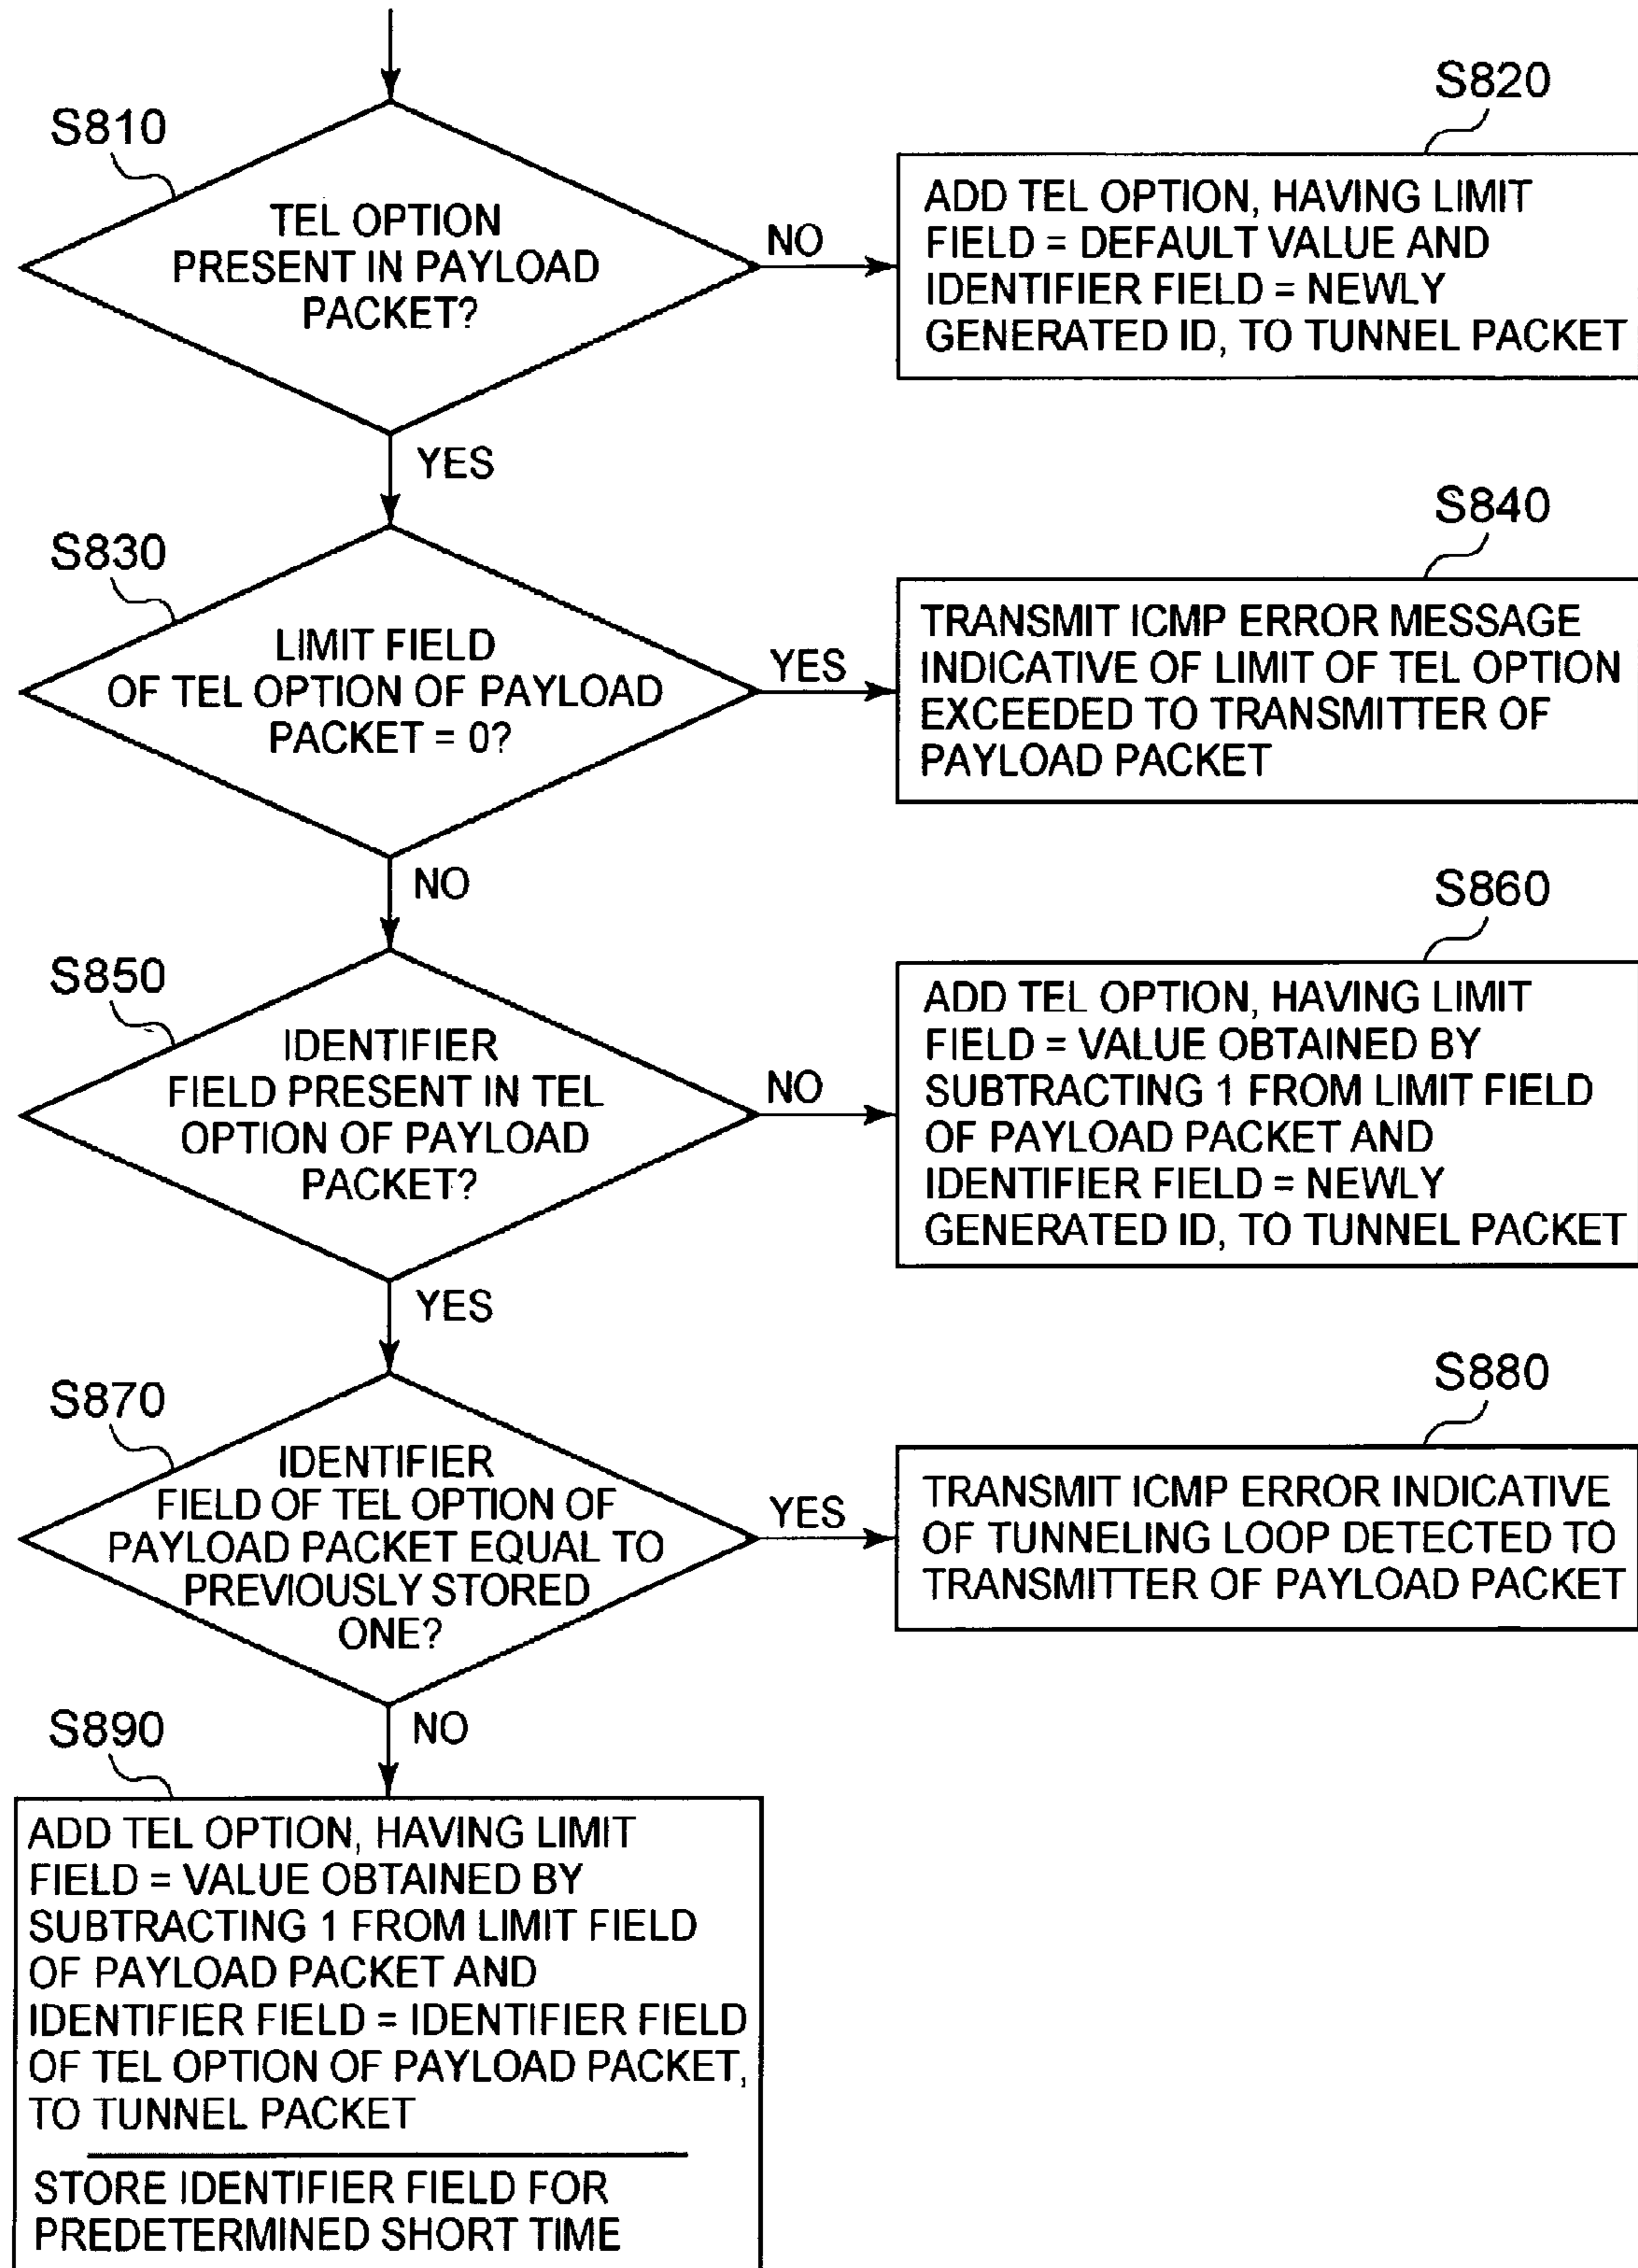 S810
TEL OPTION
PRESENT IN PAYLOAD
PACKET?
NO
S820
ADD TEL OPTION, HAVING LIMIT
FIELD = DEFAULT VALUE AND
IDENTIFIER FIELD = NEWLY
GENERATED ID, TO TUNNEL PACKET
YES
S830
LIMIT FIELD
OF TEL OPTION OF PAYLOAD
PACKET = 0?
YES
S840
TRANSMIT ICMP ERROR MESSAGE
INDICATIVE OF LIMIT OF TEL OPTION
EXCEEDED TO TRANSMITTER OF
PAYLOAD PACKET
NO
S850
IDENTIFIER
FIELD PRESENT IN TEL
OPTION OF PAYLOAD
PACKET?
NO
S860
ADD TEL OPTION, HAVING LIMIT
FIELD = VALUE OBTAINED BY
SUBTRACTING 1 FROM LIMIT FIELD
OF PAYLOAD PACKET AND
IDENTIFIER FIELD = NEWLY
GENERATED ID, TO TUNNEL PACKET
YES
S870
IDENTIFIER
FIELD OF TEL OPTION OF
PAYLOAD PACKET EQUAL TO
PREVIOUSLY STORED
ONE?
YES
S880
TRANSMIT ICMP ERROR INDICATIVE
OF TUNNELING LOOP DETECTED TO
TRANSMITTER OF PAYLOAD PACKET
NO
S890
ADD TEL OPTION, HAVING LIMIT
FIELD = VALUE OBTAINED BY
SUBTRACTING 1 FROM LIMIT FIELD
OF PAYLOAD PACKET AND
IDENTIFIER FIELD = IDENTIFIER FIELD
OF TEL OPTION OF PAYLOAD PACKET,
TO TUNNEL PACKET
STORE IDENTIFIER FIELD FOR
PREDETERMINED SHORT TIME